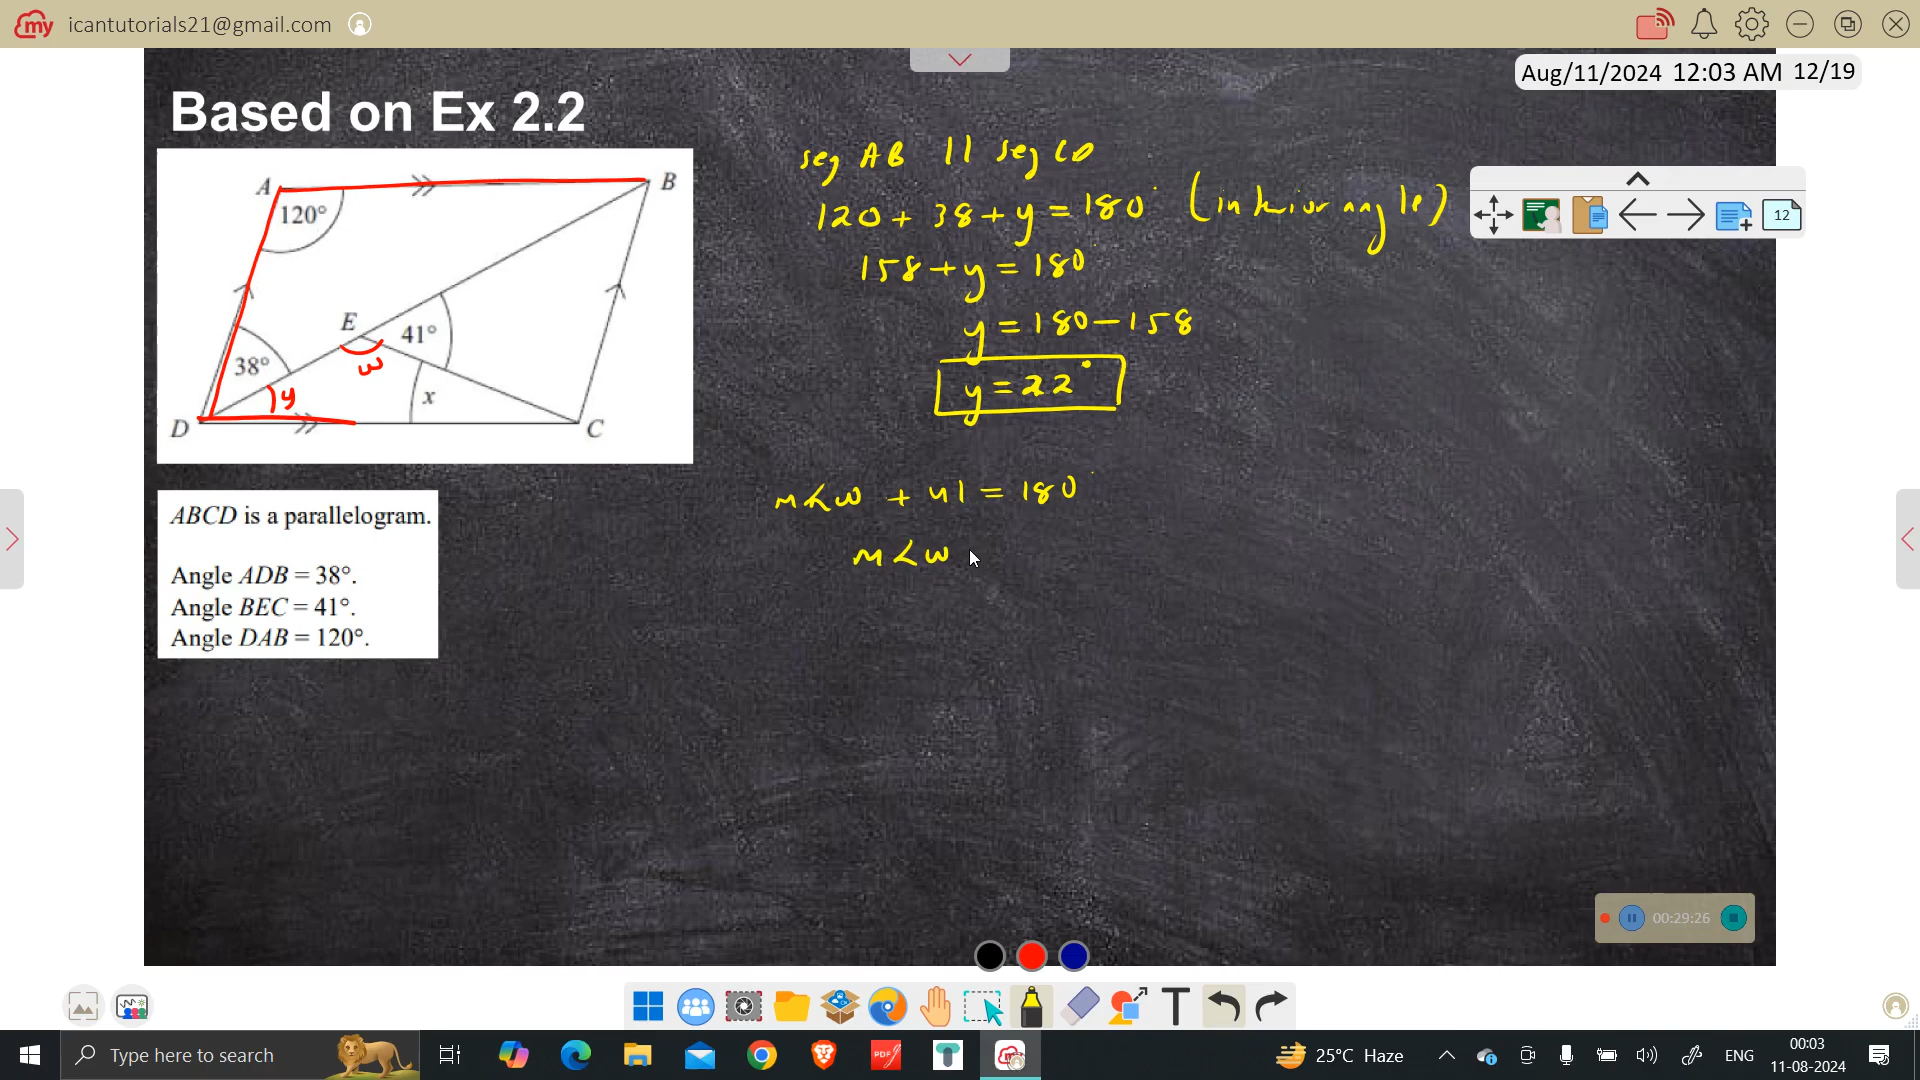 icantutorials21@gmail.com
Aug/11/2024 12:03 AM 12/19
Based on Ex 2.2
A
B
120°
E
41°
w
38°
y
x
D
C
ABCD is a parallelogram.
Angle ADB = 38°.
Angle BEC = 41°.
Angle DAB = 120°.
seg AB || seg CD
120 + 38 + y = 180° (interior angle)
158 + y = 180°
y = 180 - 158
y = 22°
m∠w + 41 = 180°
m∠w
12
00:29:26
Type here to search
PDF
25°C Haze
ENG
00:03
11-08-2024